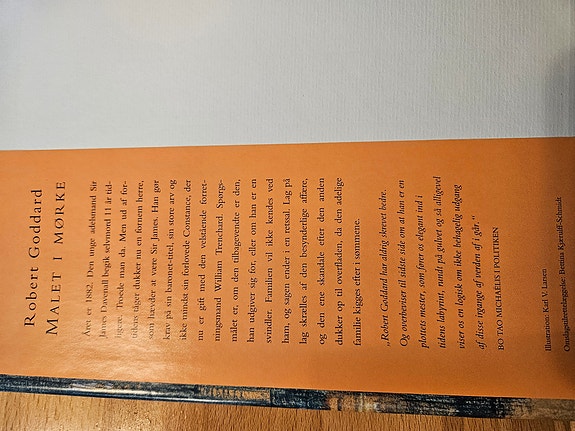 Robert Goddard
MALET I MØRKE
Året er 1882. Den unge adelsmand Sir
James Davenall begik selvmord 11 år tid-
ligere. Troede man da. Men ud af for-
tidens tåger dukker nu en fornem herre,
som hævder at være Sir James. Han gør
krav på sin baronet-titel, sin store arv og
ikke mindst sin forlovede Constance, der
nu er gift med den velstående forret-
ningsmand William Trenchard. Spørgs-
målet er, om den tilbagevendte er den,
han udgiver sig for, eller om han er en
svindler. Familien vil ikke kendes ved
ham, og sagen ender i en retssal. Lag på
lag skrælles af den besynderlige affære,
og den ene skandale efter den anden
dukker op til overfladen, da den adelige
familie kigges efter i sømmene.
„Robert Goddard har aldrig skrevet bedre.
Og overbeviser til sidste side om at han er en
plottets mester, som fører os elegant ind i
tidens labyrint, rundt på gulvet og så alligevel
viser os en logisk om ikke behagelig udgang
af disse ingange af verden af i går.“
BO TAO MICHAËLIS I POLITIKEN
Illustration: Karl V. Larsen
Omslagstilrettelæggelse: Bettina Kjærulff-Schmidt